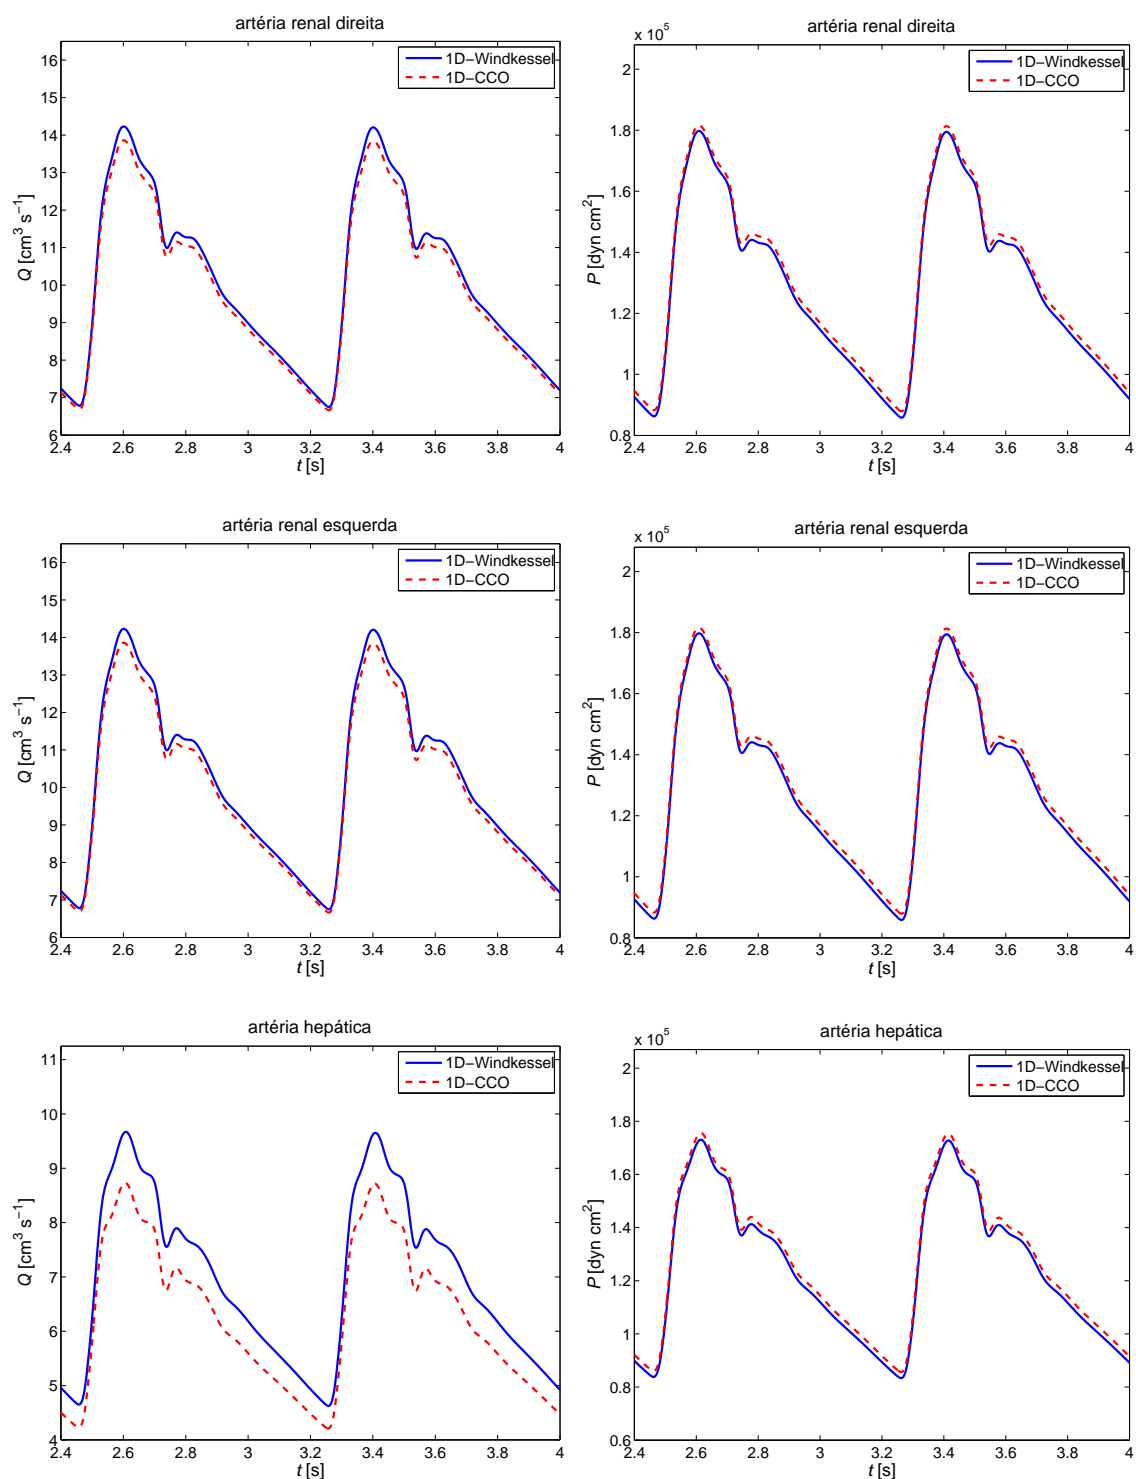 artéria renal direita
16
15
14
13
12
11
10
9
8
7
6
Q [cm³ s⁻¹]
1D−Windkessel
1D−CCO
2.4 2.6 2.8 3 3.2 3.4 3.6 3.8 4
t [s]
artéria renal direita
x 10⁵
2
1.8
1.6
1.4
1.2
1
0.8
P [dyn cm²]
1D−Windkessel
1D−CCO
2.4 2.6 2.8 3 3.2 3.4 3.6 3.8 4
t [s]
artéria renal esquerda
16
15
14
13
12
11
10
9
8
7
6
Q [cm³ s⁻¹]
1D−Windkessel
1D−CCO
2.4 2.6 2.8 3 3.2 3.4 3.6 3.8 4
t [s]
artéria renal esquerda
x 10⁵
2
1.8
1.6
1.4
1.2
1
0.8
P [dyn cm²]
1D−Windkessel
1D−CCO
2.4 2.6 2.8 3 3.2 3.4 3.6 3.8 4
t [s]
artéria hepática
11
10
9
8
7
6
5
4
Q [cm³ s⁻¹]
1D−Windkessel
1D−CCO
2.4 2.6 2.8 3 3.2 3.4 3.6 3.8 4
t [s]
artéria hepática
x 10⁵
2
1.8
1.6
1.4
1.2
1
0.8
0.6
P [dyn cm²]
1D−Windkessel
1D−CCO
2.4 2.6 2.8 3 3.2 3.4 3.6 3.8 4
t [s]